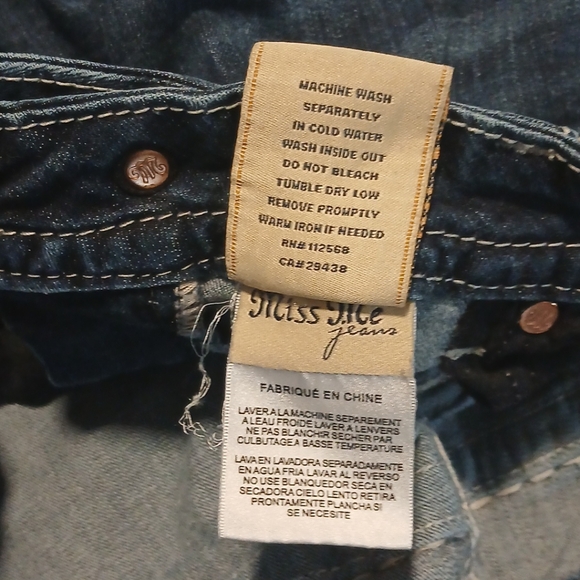 MACHINE WASH
SEPARATELY
IN COLD WATER
WASH INSIDE OUT
DO NOT BLEACH
TUMBLE DRY LOW
REMOVE PROMPTLY
WARM IRON IF NEEDED
RN# 112568
CA# 29438
Miss Me
jeans
FABRIQUÉ EN CHINE
LAVER A LA MACHINE SEPAREMENT
A LEAU FROIDE LAVER A LENVERS
NE PAS BLANCHIR SECHER PAR
CULBUTAGE A BASSE TEMPERATURE
LAVA EN LAVADORA SEPARADAMENTE
EN AGUA FRIA LAVAR AL REVERSO
NO USE BLANQUEDOR SECA EN
SECADORA CIELO LENTO RETIRA
PRONTAMENTE PLANCHA SI
SE NECESITE